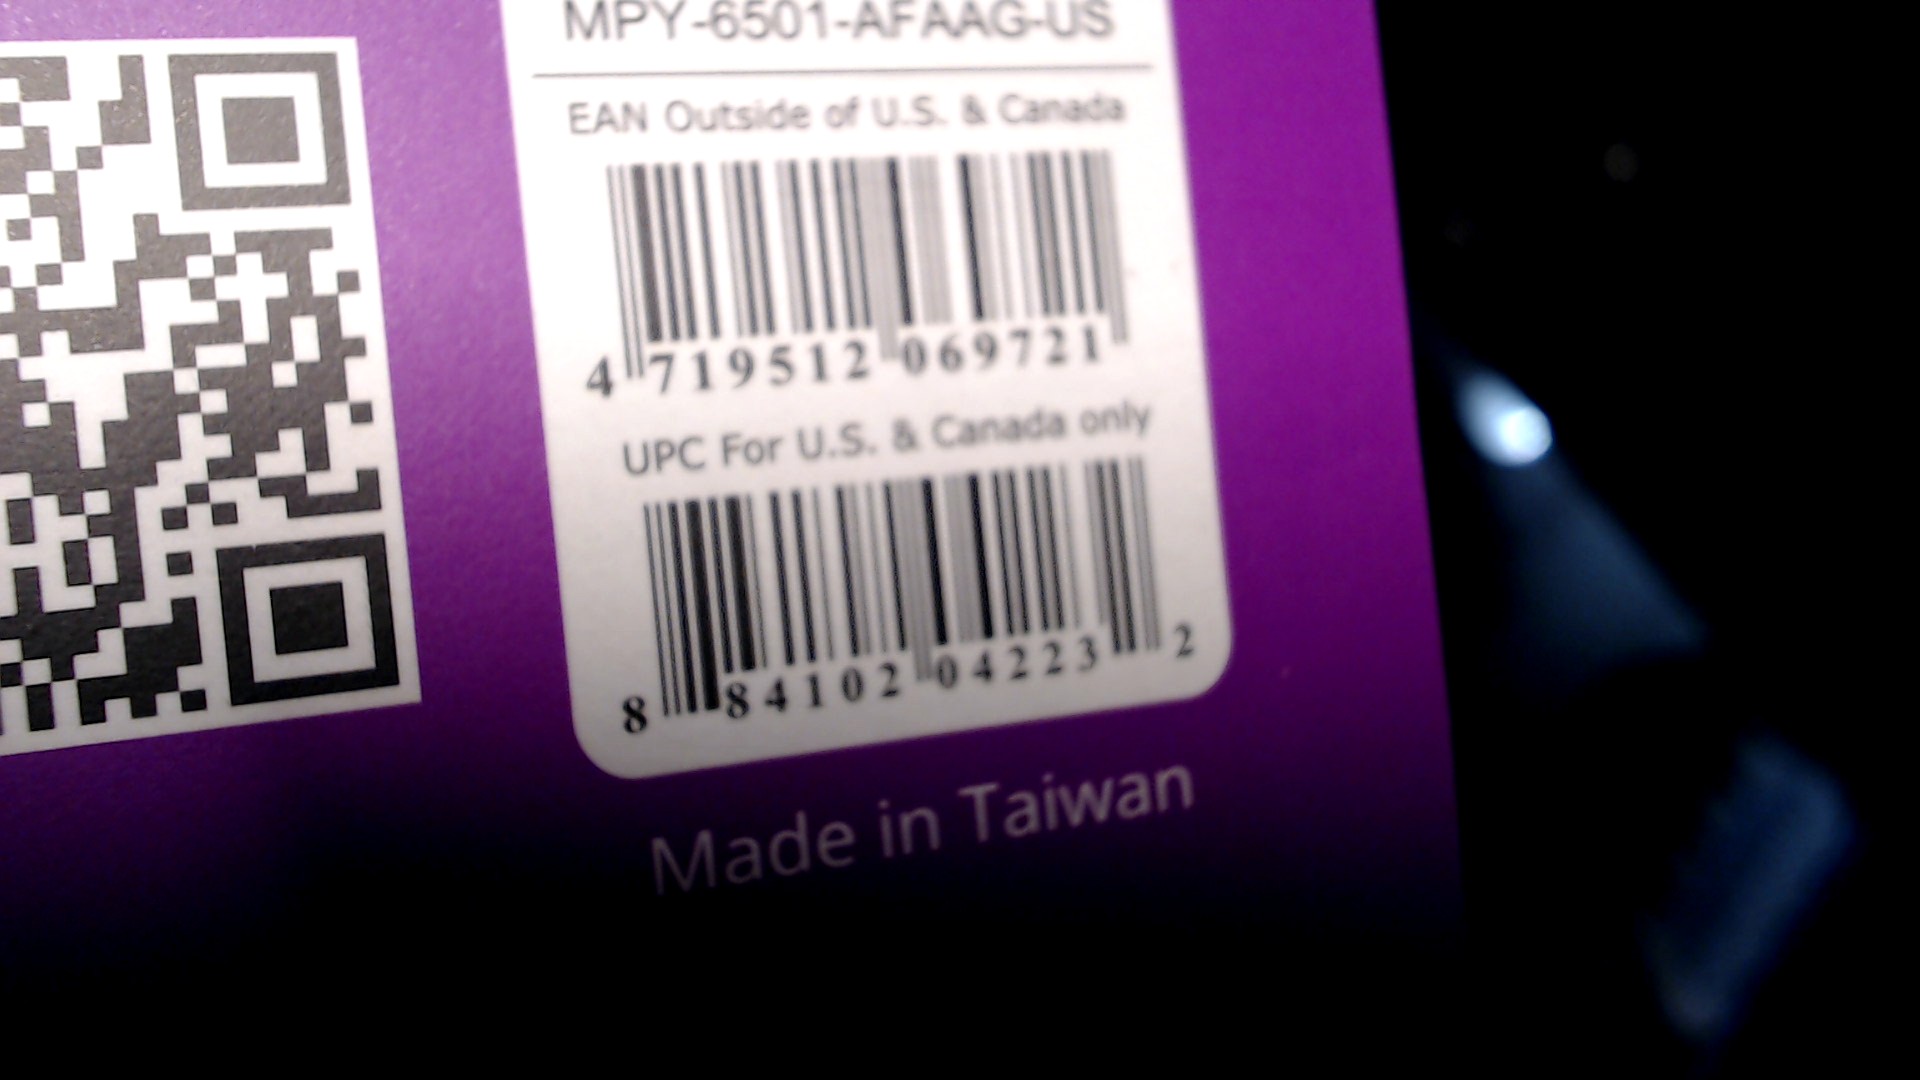 MPY-6501-AFAAG-US
EAN Outside of U.S. & Canada
4 719512 069721
UPC For U.S. & Canada only
8 84102 04223 2
Made in Taiwan